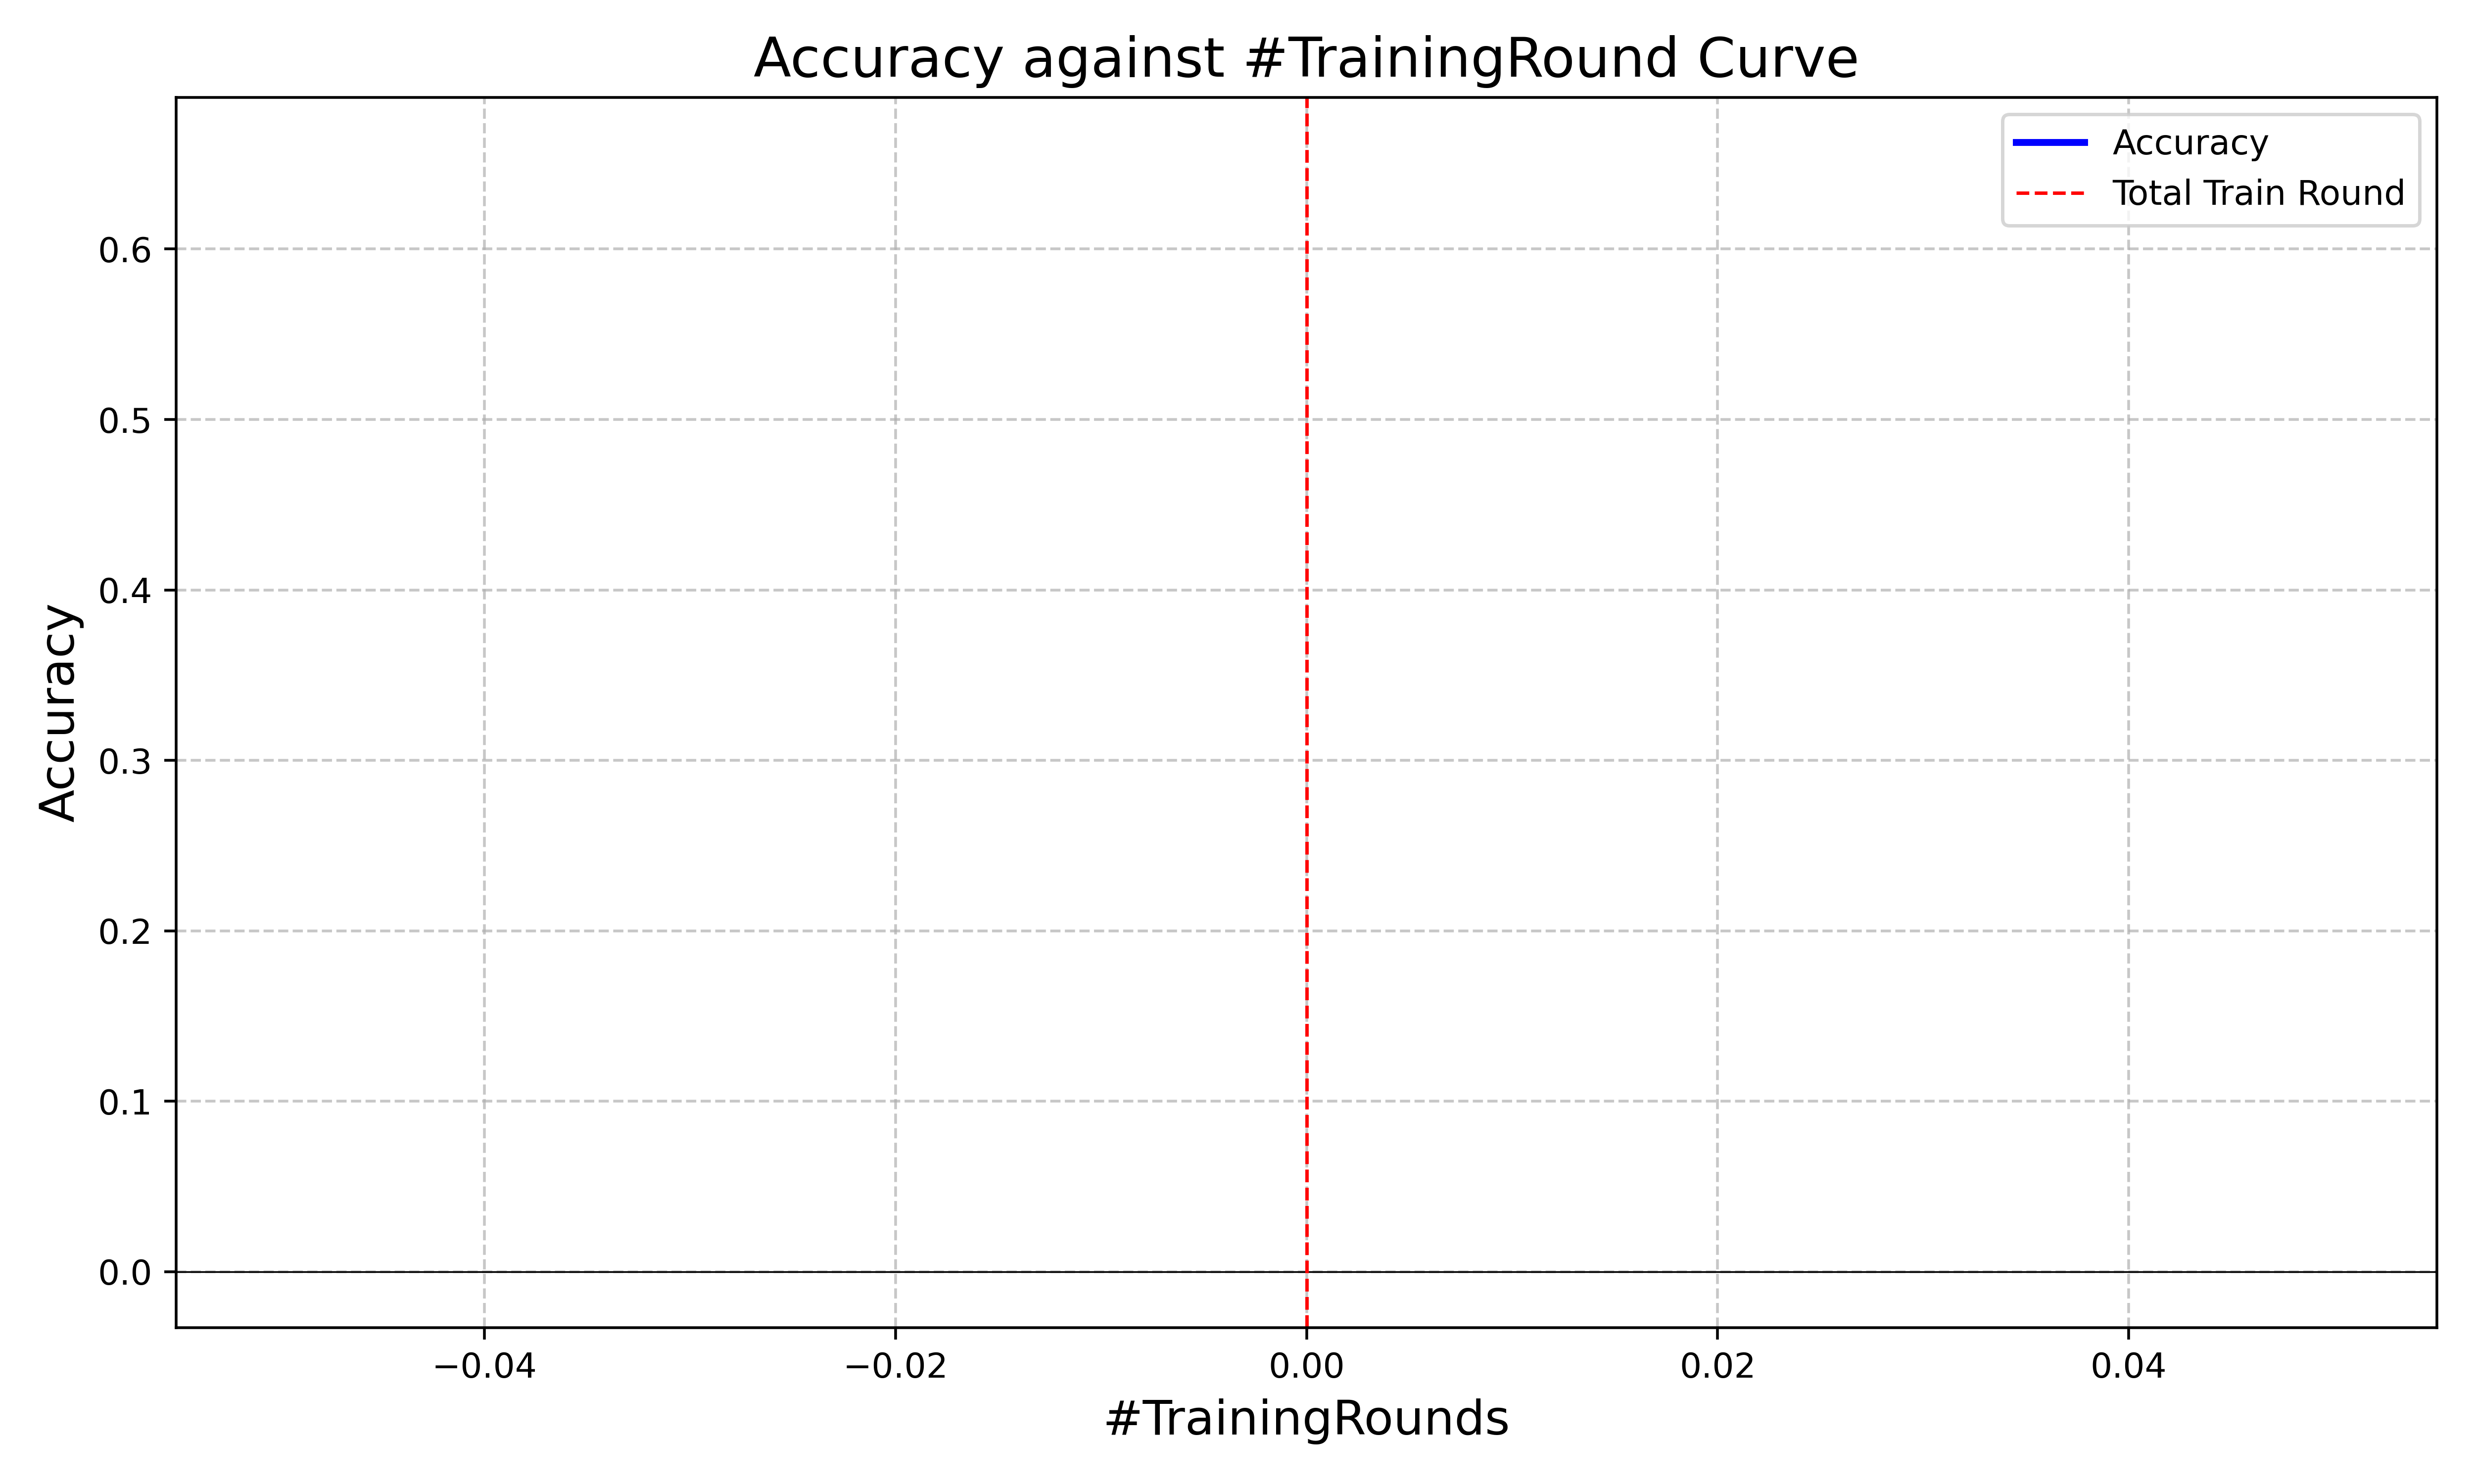 Accuracy against #TrainingRound Curve
Accuracy
Total Train Round
0.6
0.5
0.4
0.3
0.2
0.1
0.0
Accuracy
−0.04
−0.02
0.00
0.02
0.04
#TrainingRounds